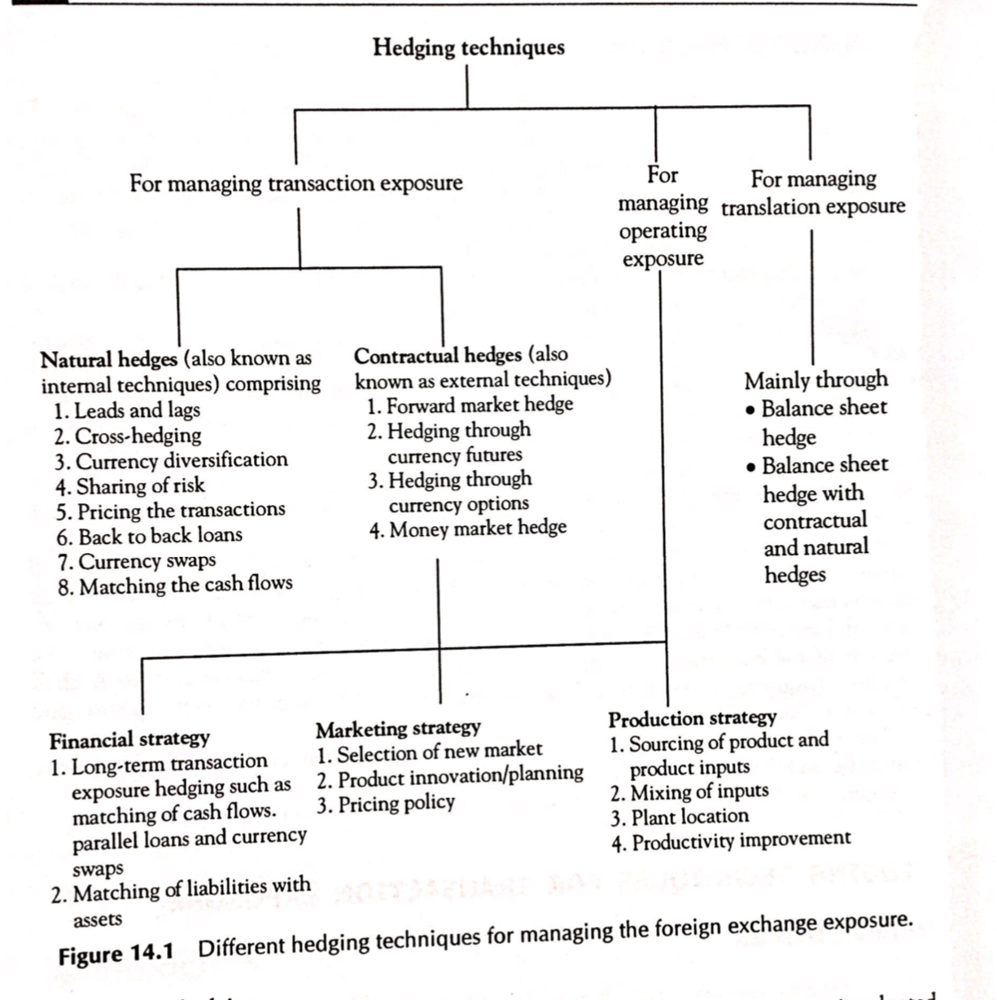 Hedging techniques
For managing transaction exposure
For
managing
operating
exposure
For managing
translation exposure
Natural hedges (also known as
internal techniques) comprising
1. Leads and lags
2. Cross-hedging
3. Currency diversification
4. Sharing of risk
5. Pricing the transactions
6. Back to back loans
7. Currency swaps
8. Matching the cash flows
Contractual hedges (also
known as external techniques)
1. Forward market hedge
2. Hedging through
currency futures
3. Hedging through
currency options
4. Money market hedge
Mainly through
• Balance sheet
hedge
• Balance sheet
hedge with
contractual
and natural
hedges
Financial strategy
1. Long-term transaction
exposure hedging such as
matching of cash flows.
parallel loans and currency
swaps
2. Matching of liabilities with
assets
Marketing strategy
1. Selection of new market
2. Product innovation/planning
3. Pricing policy
Production strategy
1. Sourcing of product and
product inputs
2. Mixing of inputs
3. Plant location
4. Productivity improvement
Figure 14.1 Different hedging techniques for managing the foreign exchange exposure.